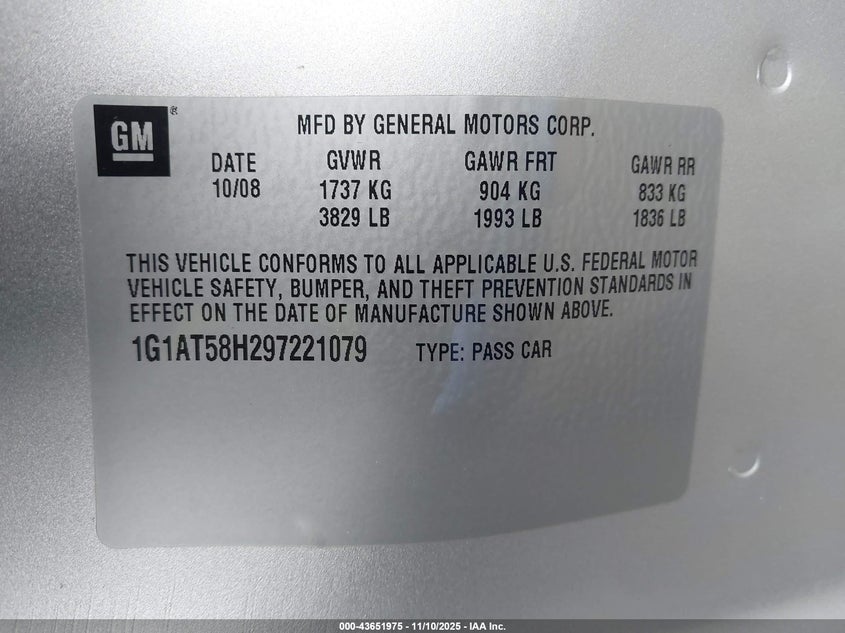 GM ®
MFD BY GENERAL MOTORS CORP.
DATE GVWR GAWR FRT GAWR RR
10/08 1737 KG 904 KG 833 KG
3829 LB 1993 LB 1836 LB
THIS VEHICLE CONFORMS TO ALL APPLICABLE U.S. FEDERAL MOTOR
VEHICLE SAFETY, BUMPER, AND THEFT PREVENTION STANDARDS IN
EFFECT ON THE DATE OF MANUFACTURE SHOWN ABOVE.
1G1AT58H297221079 TYPE: PASS CAR
000-43651975 - 11/10/2025 - IAA Inc.